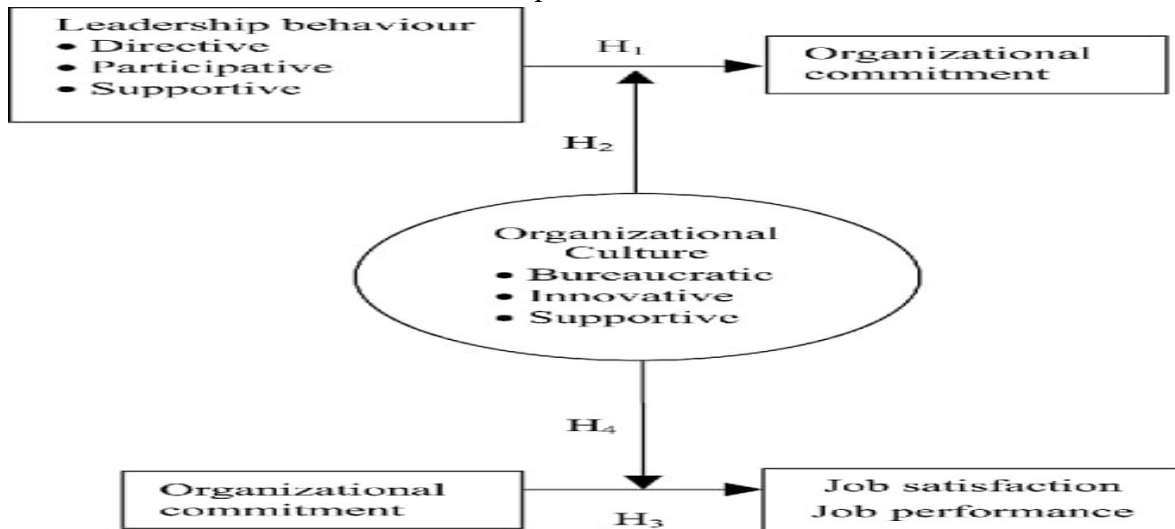 Leadership behaviour
• Directive
• Participative
• Supportive
H₁
Organizational
commitment
H₂
Organizational
Culture
• Bureaucratic
• Innovative
• Supportive
H₄
Organizational
commitment
H₃
Job satisfaction
Job performance